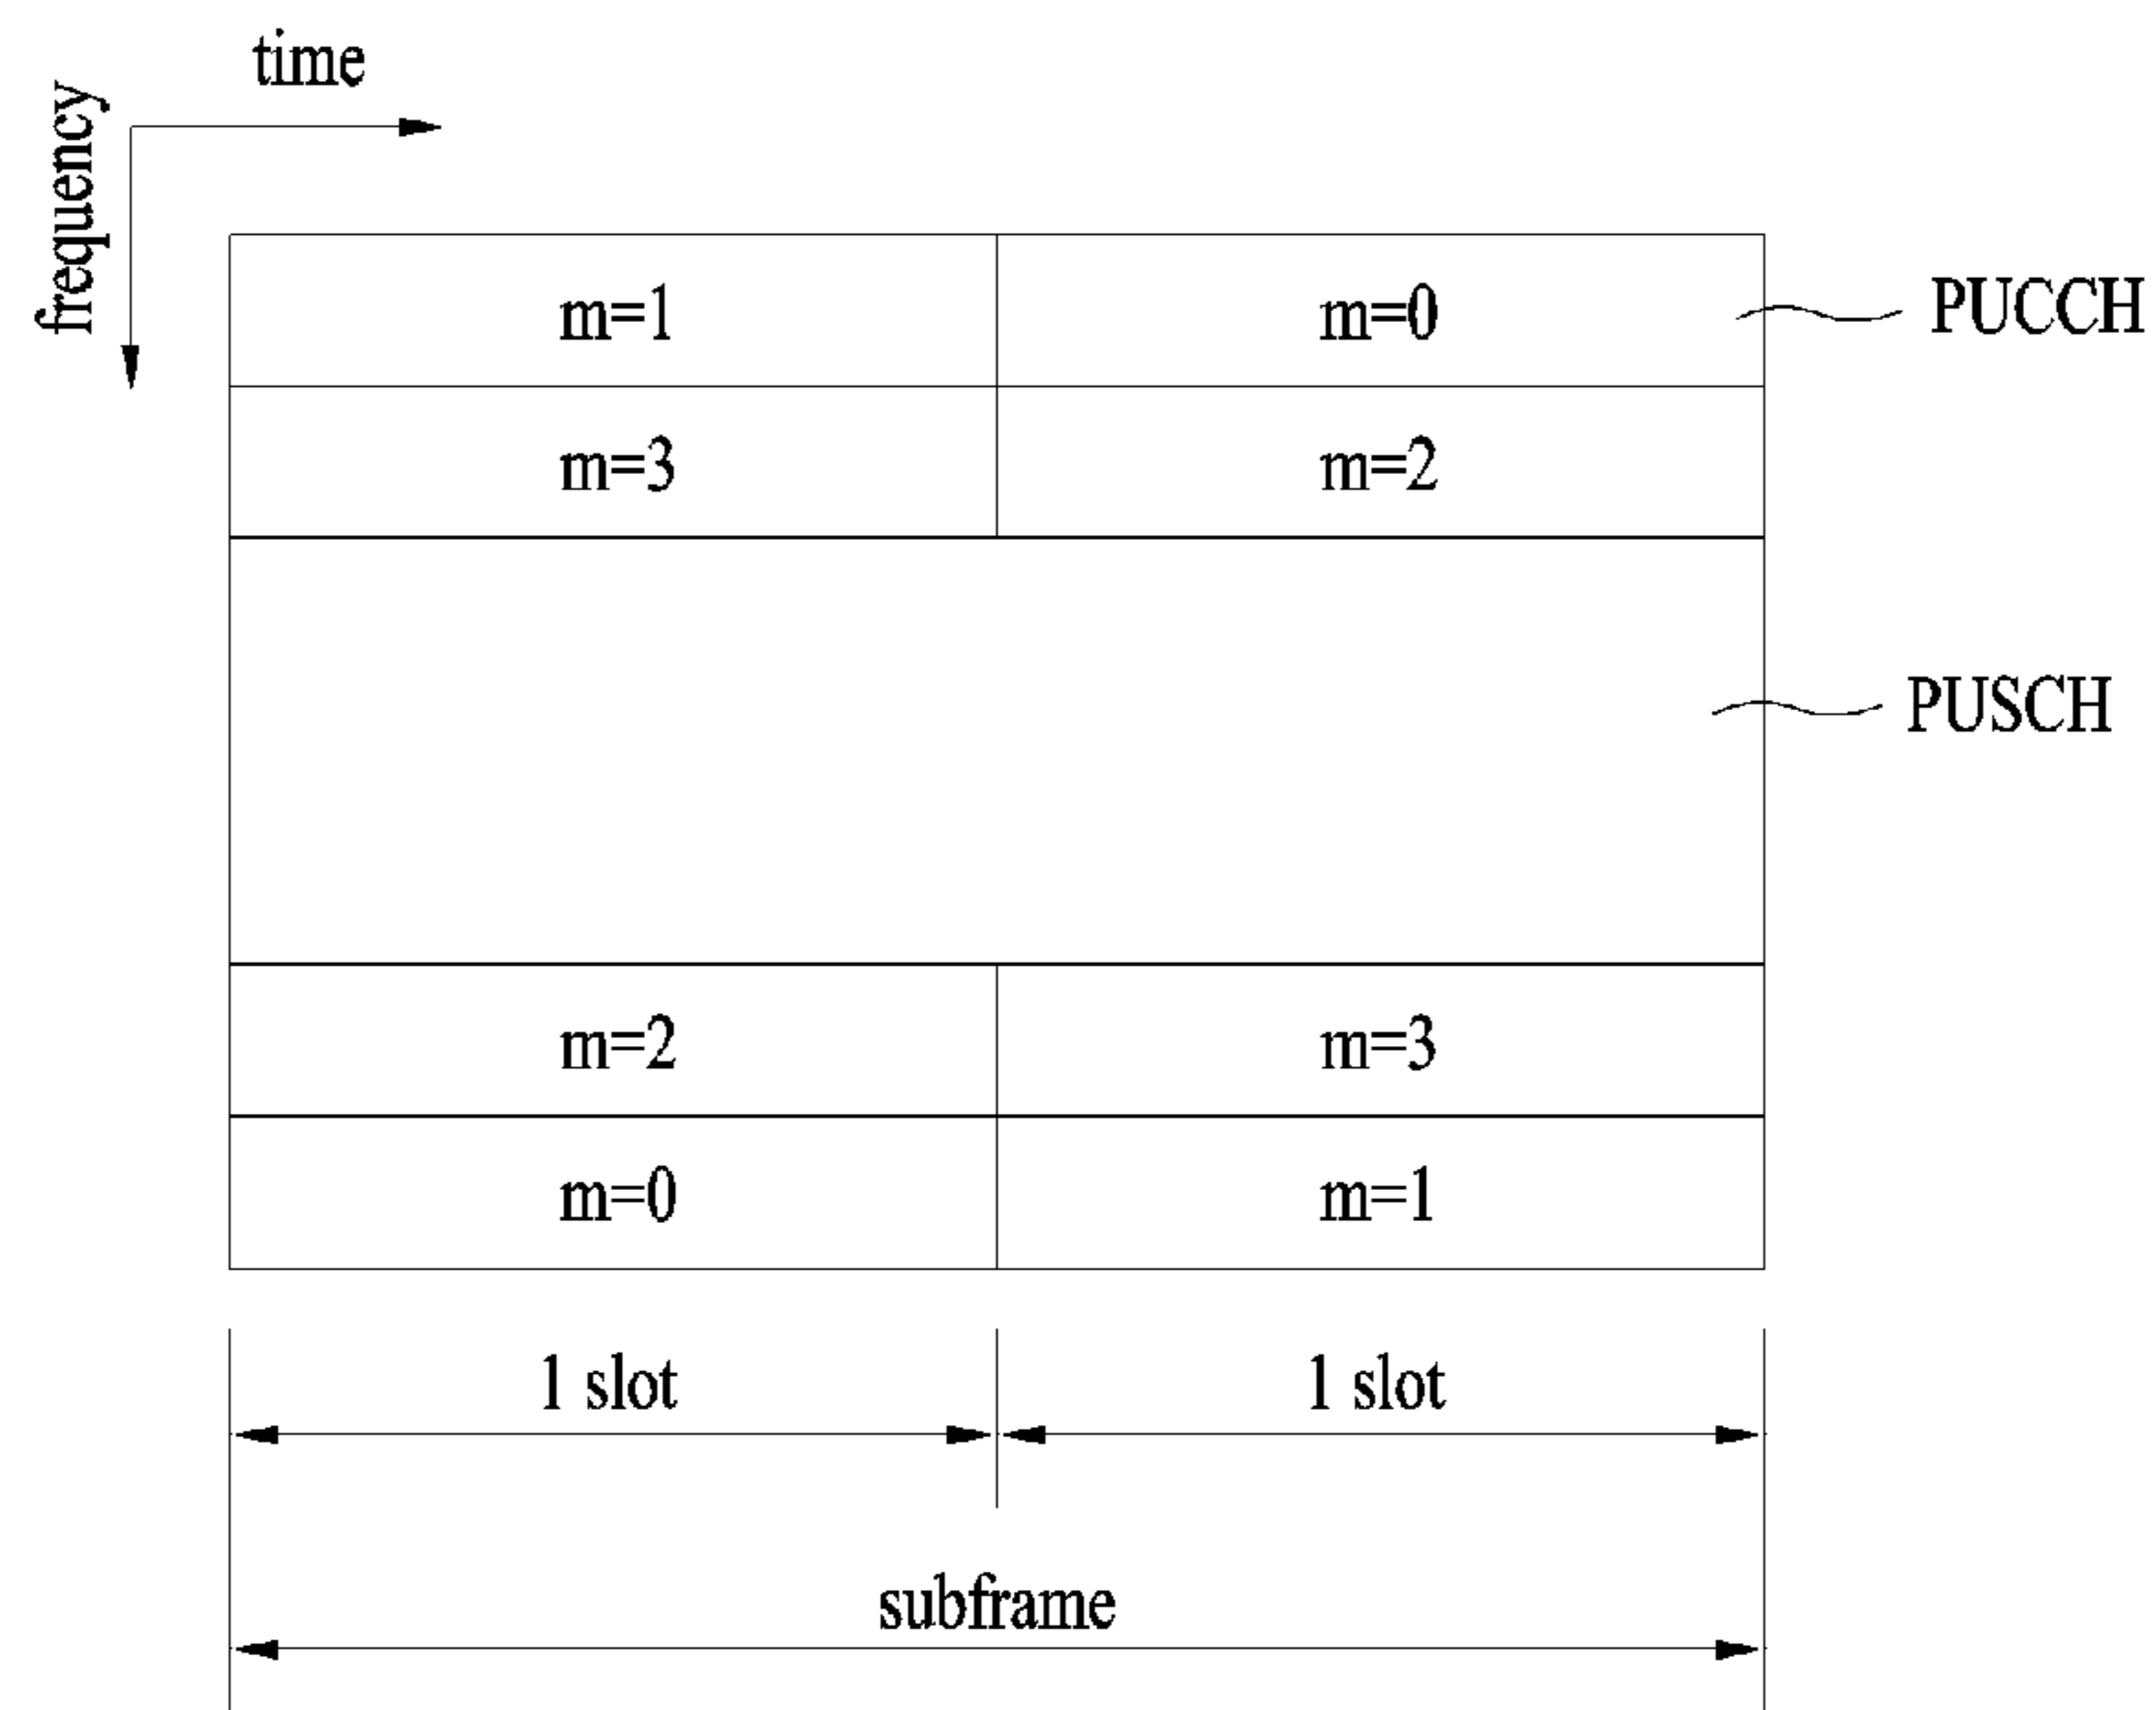 time
frequency
m=1
m=0
PUCCH
m=3
m=2
PUSCH
m=2
m=3
m=0
m=1
1 slot
1 slot
subframe